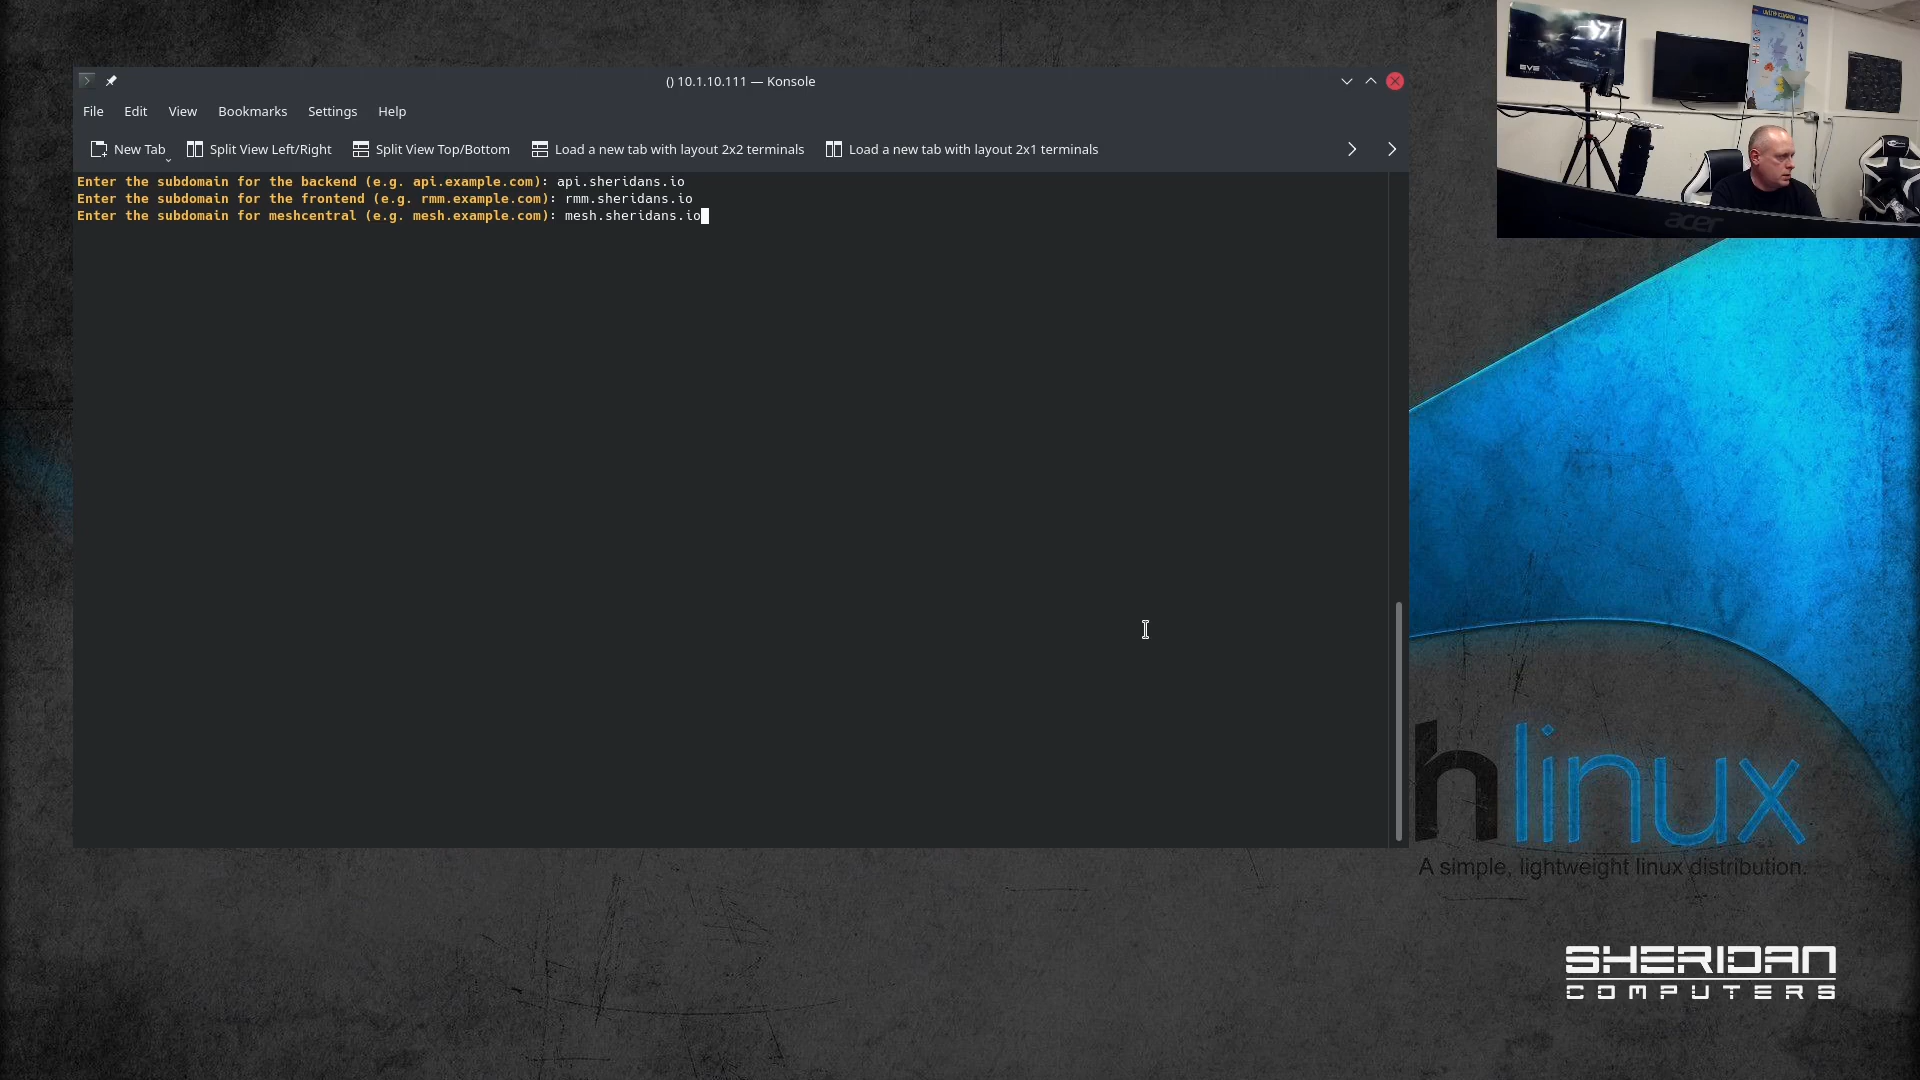 () 10.1.10.111 — Konsole
File Edit View Bookmarks Settings Help
New Tab Split View Left/Right Split View Top/Bottom Load a new tab with layout 2x2 terminals Load a new tab with layout 2x1 terminals
Enter the subdomain for the backend (e.g. api.example.com): api.sheridans.io
Enter the subdomain for the frontend (e.g. rmm.example.com): rmm.sheridans.io
Enter the subdomain for meshcentral (e.g. mesh.example.com): mesh.sheridans.io
EVE
acer
hlinux
A simple, lightweight linux distribution.
SHERIDAN
COMPUTERS